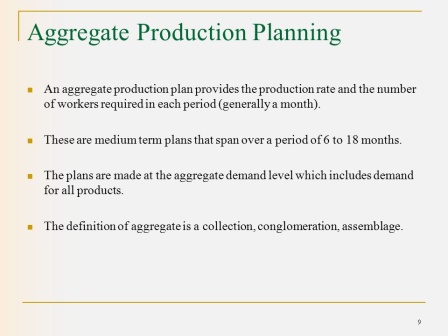 Aggregate Production Planning
An aggregate production plan provides the production rate and the number
of workers required in each period (generally a month).
These are medium term plans that span over a period of 6 to 18 months.
The plans are made at the aggregate demand level which includes demand
for all products.
The definition of aggregate is a collection, conglomeration, assemblage.
9